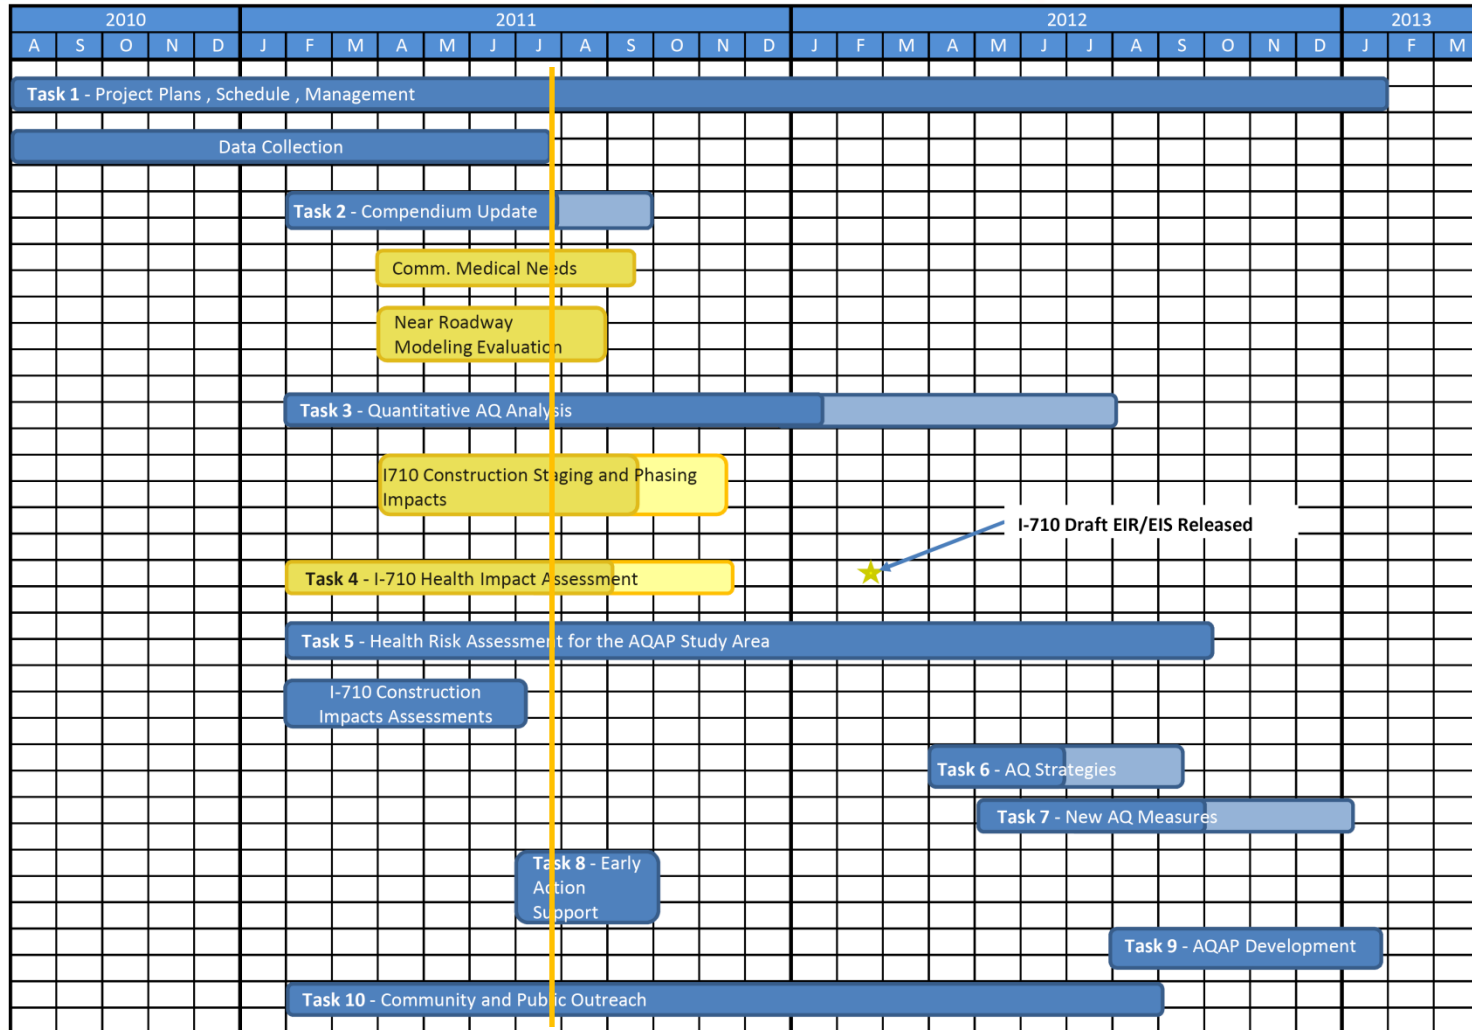 2010 2011 2012 2013
A S O N D J F M A M J J A S O N D J F M A M J J A S O N D J F M
Task 1 - Project Plans , Schedule , Management
Data Collection
Task 2 - Compendium Update
Comm. Medical Needs
Near Roadway
Modeling Evaluation
Task 3 - Quantitative AQ Analysis
I710 Construction Staging and Phasing
Impacts
I-710 Draft EIR/EIS Released
Task 4 - I-710 Health Impact Assessment
Task 5 - Health Risk Assessment for the AQAP Study Area
I-710 Construction
Impacts Assessments
Task 6 - AQ Strategies
Task 7 - New AQ Measures
Task 8 - Early
Action
Support
Task 9 - AQAP Development
Task 10 - Community and Public Outreach